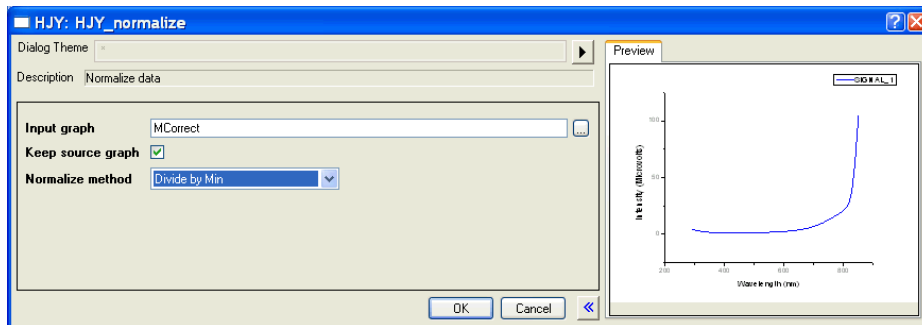 HJY: HJY_normalize
Dialog Theme *
Description Normalize data
Input graph MCorrect ...
Keep source graph
Normalize method Divide by Min
OK Cancel
Preview
SIGNAL_1
100
50
0
200 400 600 800
Intensity (Microvolts)
Wavelength (nm)